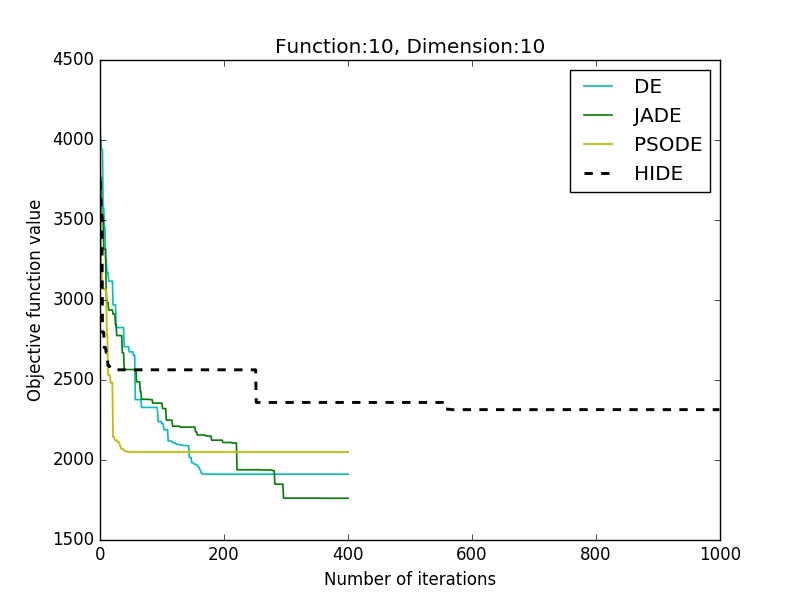 Function:10, Dimension:10
4500
4000
3500
3000
2500
2000
1500
Objective function value
0
200
400
600
800
1000
Number of iterations
DE
JADE
PSODE
HIDE